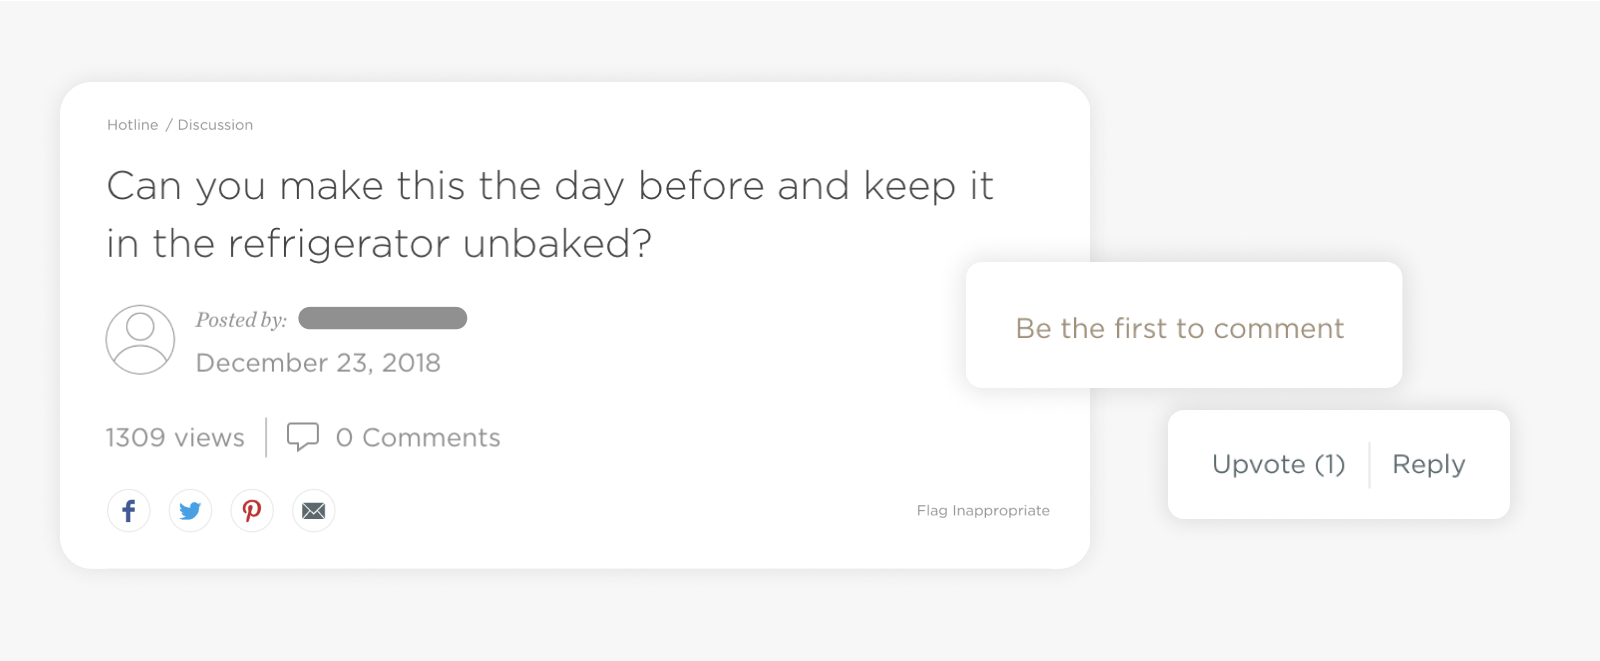 Hotline / Discussion
Can you make this the day before and keep it
in the refrigerator unbaked?
Posted by:
December 23, 2018
1309 views
0 Comments
Flag Inappropriate
Be the first to comment
Upvote (1)
Reply